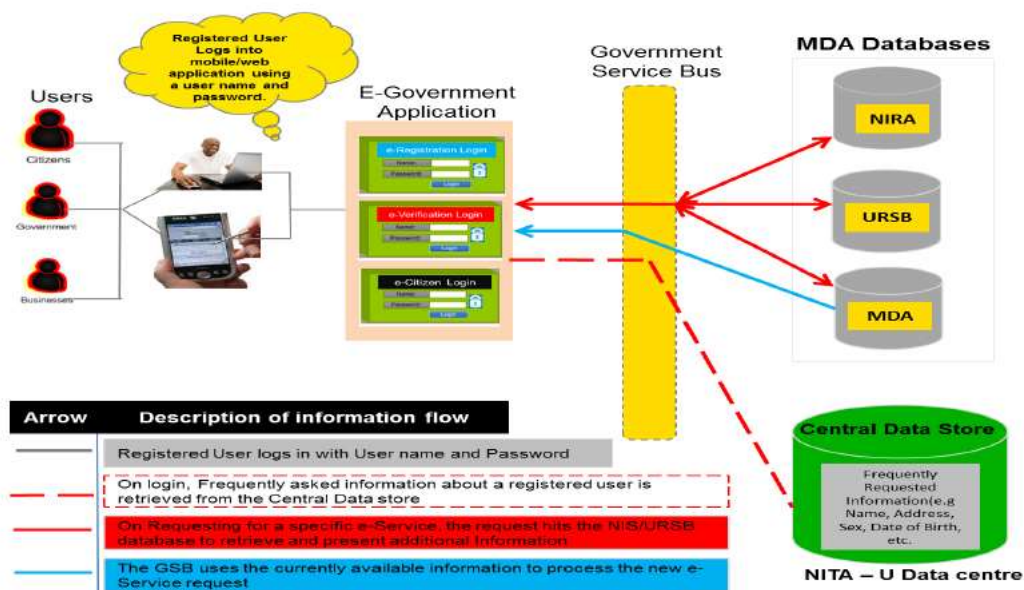 Registered User
Logs into
mobile/web
application using
a user name and
password.
Users
Citizens
Government
Businesses
E-Government
Application
e-Registration Login
Name:
Password:
Login
e-Verification Login
Name:
Password:
Login
e-Citizen Login
Name:
Password:
Login
Government
Service Bus
MDA Databases
NIRA
URSB
MDA
Central Data Store
Frequently
Requested
Information(e.g
Name, Address,
Sex, Date of Birth,
etc.
NITA – U Data centre
Arrow Description of information flow
Registered User logs in with User name and Password
On login, Frequently asked information about a registered user is
retrieved from the Central Data store
On Requesting for a specific e-Service, the request hits the NIS/URSB
database to retrieve and present additional Information
The GSB uses the currently available information to process the new e-
Service request